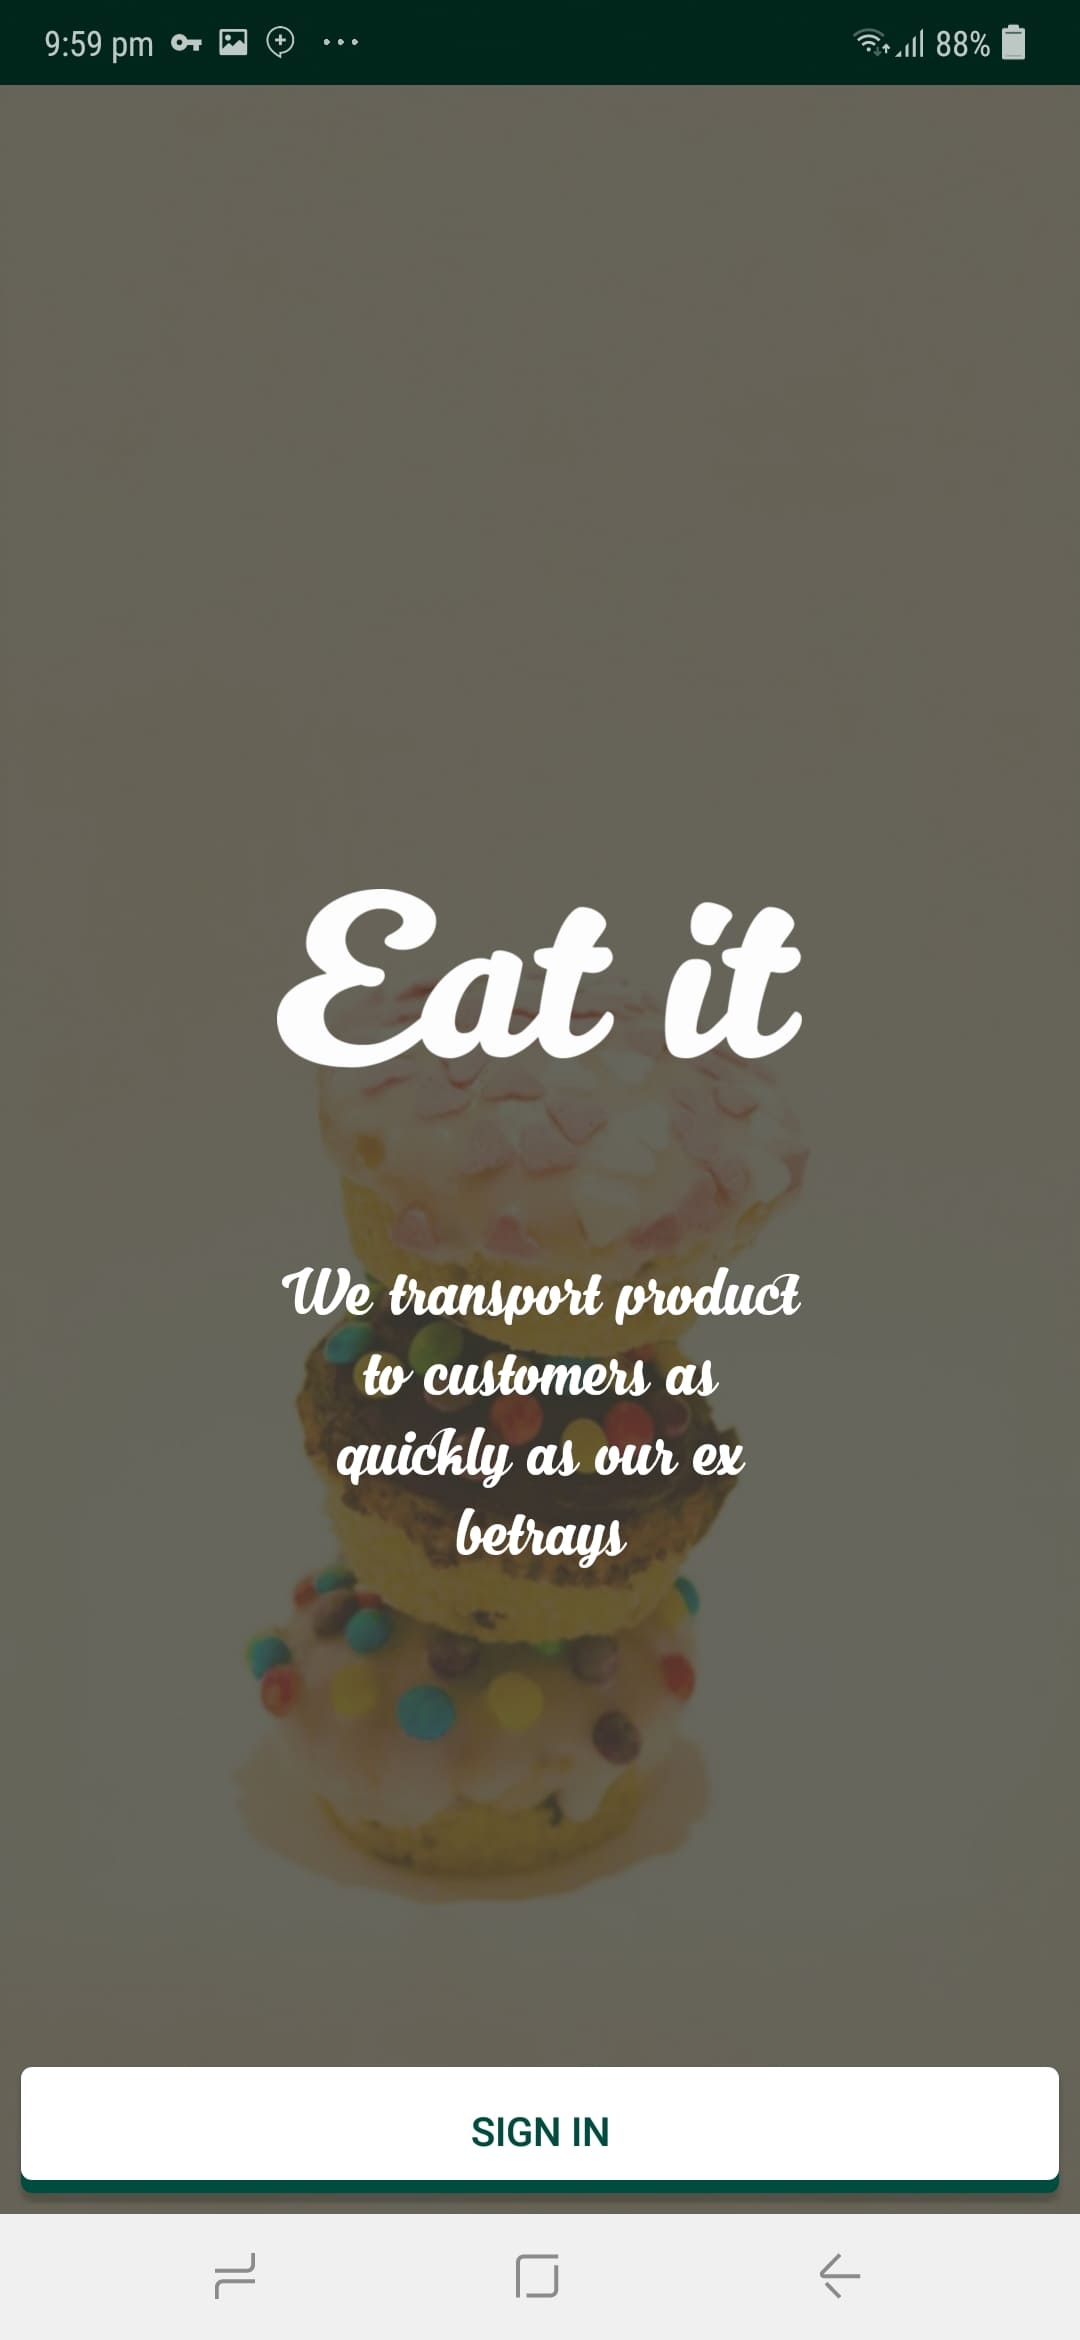 9:59 pm
88%
Eat it
We transport product
to customers as
quickly as our ex
betrays
SIGN IN